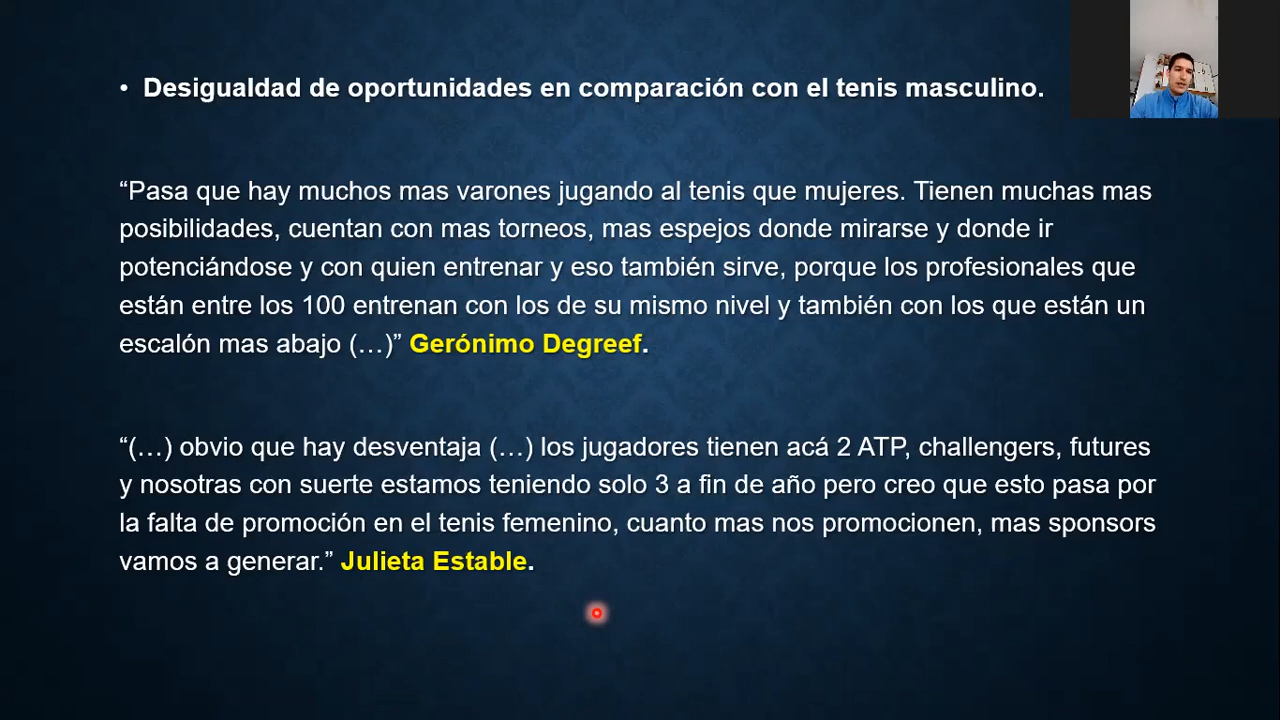 • Desigualdad de oportunidades en comparación con el tenis masculino.
“Pasa que hay muchos mas varones jugando al tenis que mujeres. Tienen muchas mas
posibilidades, cuentan con mas torneos, mas espejos donde mirarse y donde ir
potenciándose y con quien entrenar y eso también sirve, porque los profesionales que
están entre los 100 entrenan con los de su mismo nivel y también con los que están un
escalón mas abajo (…)” Gerónimo Degreef.
“(…) obvio que hay desventaja (…) los jugadores tienen acá 2 ATP, challengers, futures
y nosotras con suerte estamos teniendo solo 3 a fin de año pero creo que esto pasa por
la falta de promoción en el tenis femenino, cuanto mas nos promocionen, mas sponsors
vamos a generar.” Julieta Estable.